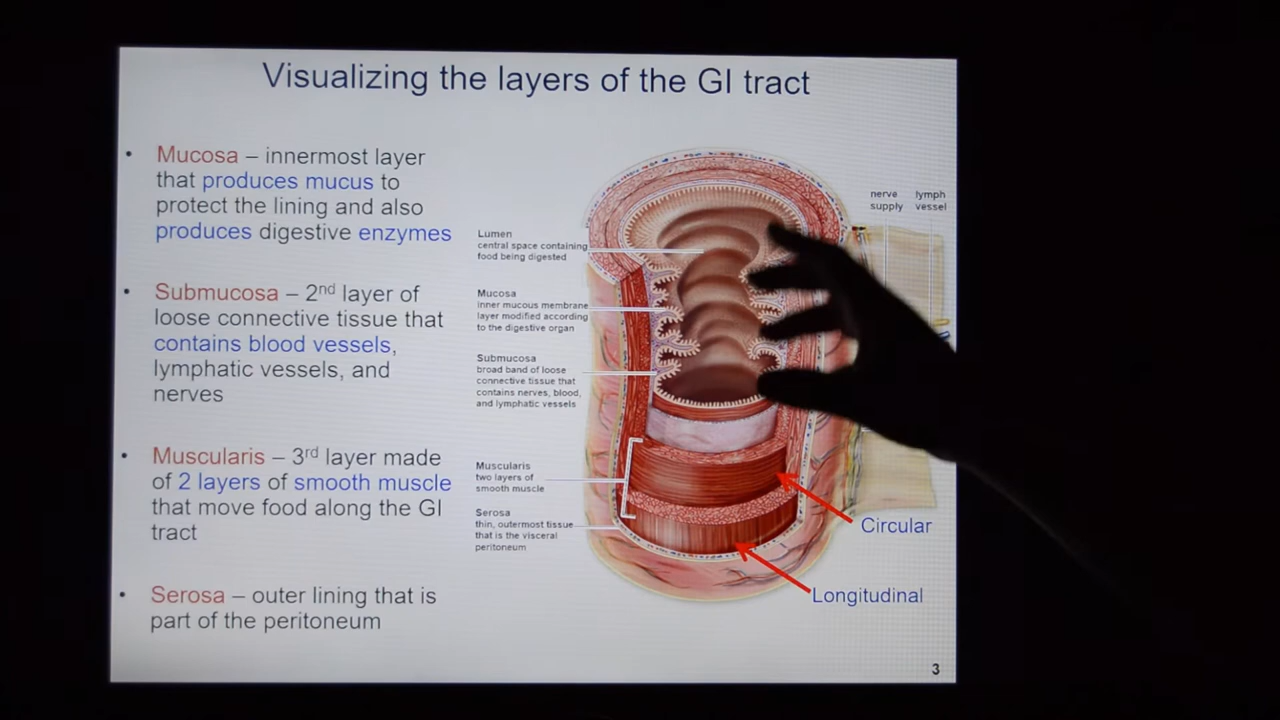 Visualizing the layers of the GI tract
• Mucosa – innermost layer
that produces mucus to
protect the lining and also
produces digestive enzymes
• Submucosa – 2nd layer of
loose connective tissue that
contains blood vessels,
lymphatic vessels, and
nerves
• Muscularis – 3rd layer made
of 2 layers of smooth muscle
that move food along the GI
tract
• Serosa – outer lining that is
part of the peritoneum
Lumen
central space containing
food being digested
Mucosa
inner mucous membrane
layer modified according
to the digestive organ
Submucosa
broad band of loose
connective tissue that
contains nerves, blood,
and lymphatic vessels
Muscularis
two layers of
smooth muscle
Serosa
thin, outermost tissue
that is the visceral
peritoneum
nerve
supply
lymph
vessel
Circular
Longitudinal
3